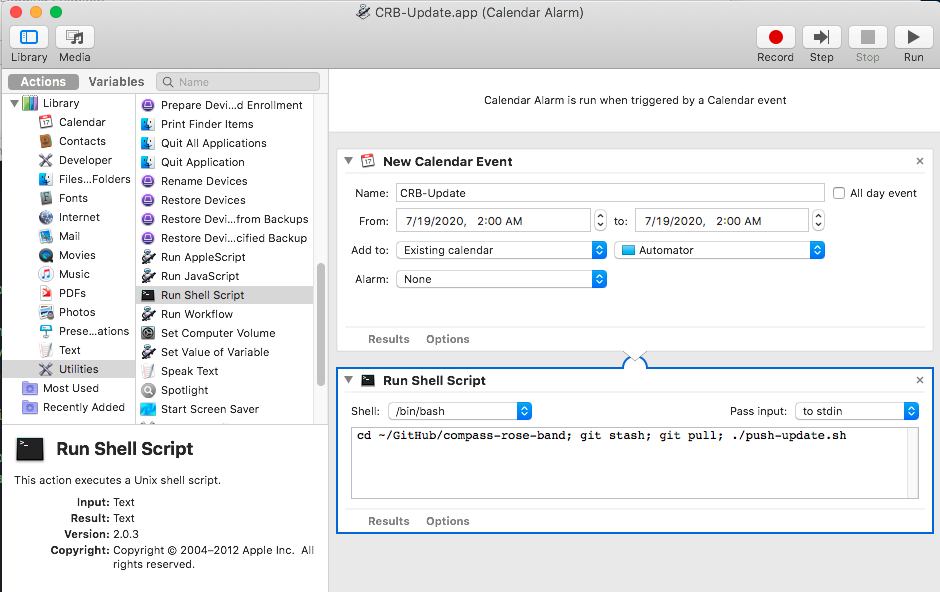 CRB-Update.app (Calendar Alarm)
Library
Media
Record
Step
Stop
Run
Actions
Variables
Name
Library
Calendar
Contacts
Developer
Files...Folders
Fonts
Internet
Mail
Movies
Music
PDFs
Photos
Prese...ations
Text
Utilities
Most Used
Recently Added
Prepare Devi...d Enrollment
Print Finder Items
Quit All Applications
Quit Application
Rename Devices
Restore Devices
Restore Devi...from Backups
Restore Devi...cified Backup
Run AppleScript
Run JavaScript
Run Shell Script
Run Workflow
Set Computer Volume
Set Value of Variable
Speak Text
Spotlight
Start Screen Saver
Run Shell Script
This action executes a Unix shell script.
Input: Text
Result: Text
Version: 2.0.3
Copyright: Copyright © 2004–2012 Apple Inc. All
rights reserved.
Calendar Alarm is run when triggered by a Calendar event
17 New Calendar Event
Name: CRB-Update All day event
From: 7/19/2020, 2:00 AM to: 7/19/2020, 2:00 AM
Add to: Existing calendar Automator
Alarm: None
Results Options
Run Shell Script
Shell: /bin/bash Pass input: to stdin
cd ~/GitHub/compass-rose-band; git stash; git pull; ./push-update.sh
Results Options